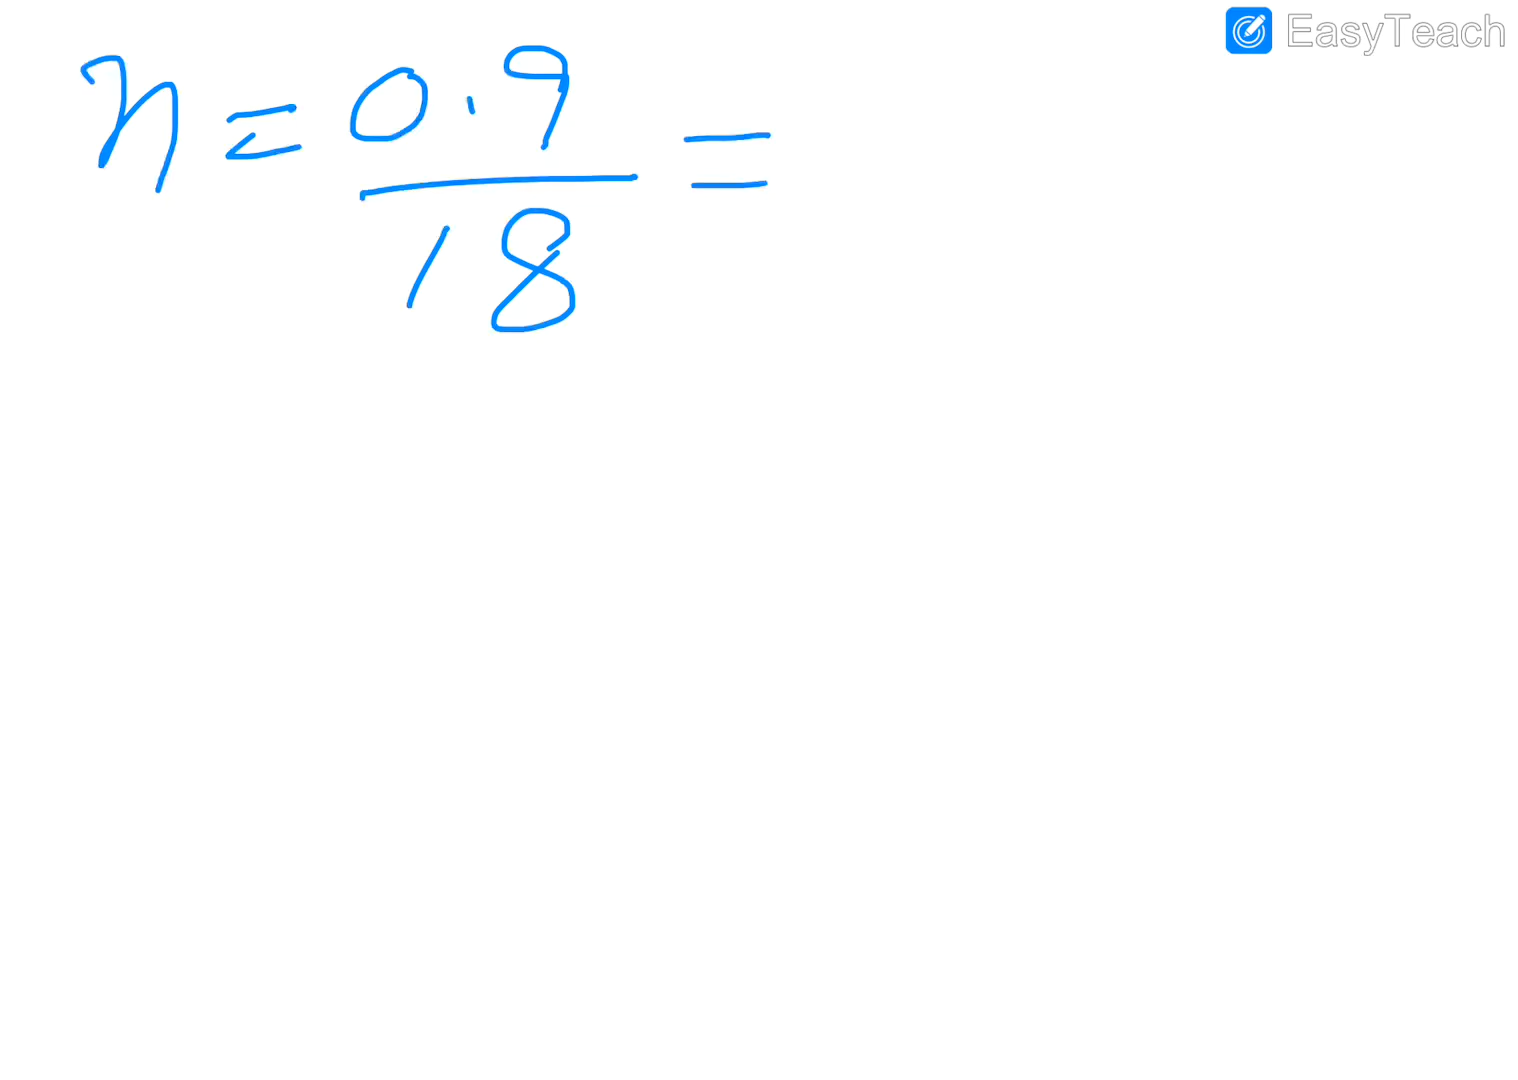 EasyTeach
n = 0.9 / 18 =